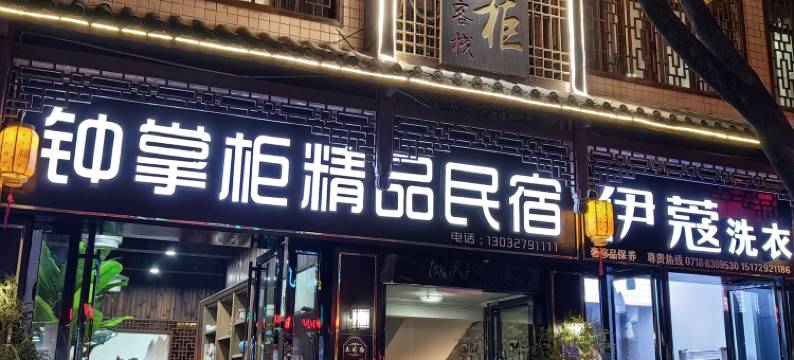 柜
客栈
钟掌柜精品民宿
电话：13032791111
伊蔻洗衣
奢侈品保养 尊贵热线 0718-8309530 15172921186